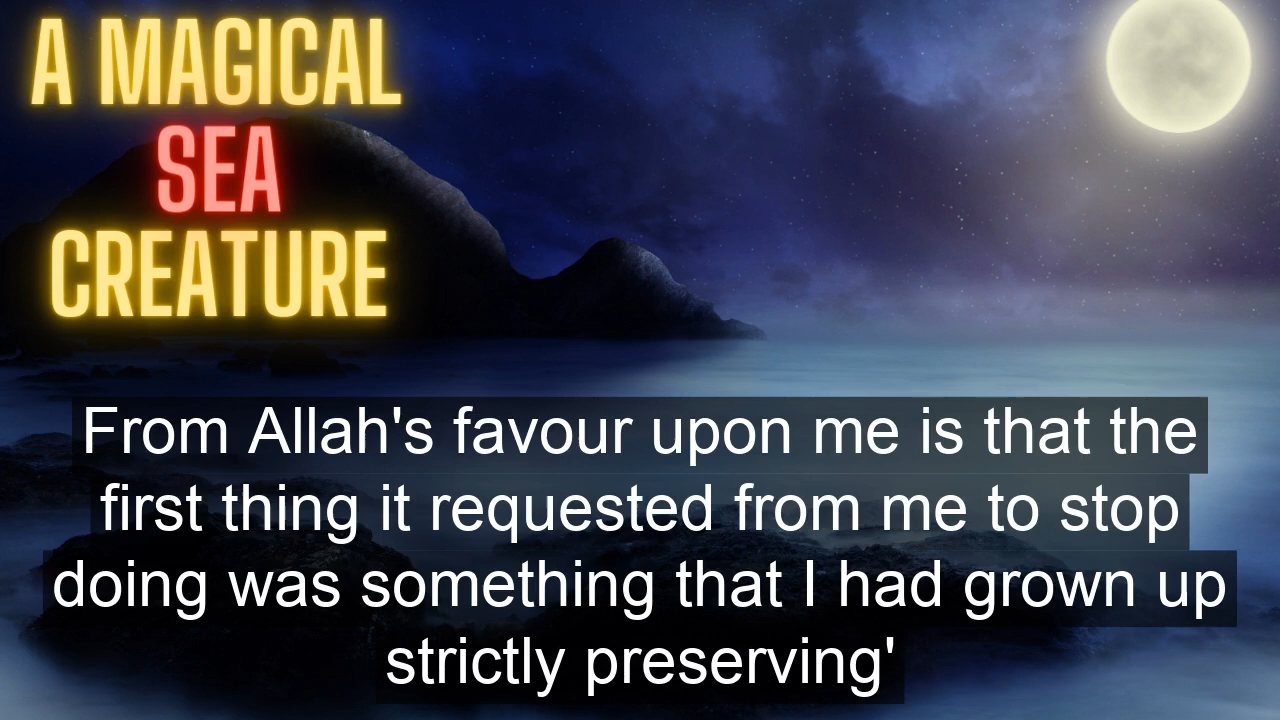 A MAGICAL
SEA
CREATURE
From Allah's favour upon me is that the
first thing it requested from me to stop
doing was something that I had grown up
strictly preserving'